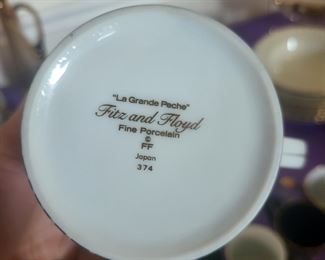 "La Grande Peche"
Fitz and Floyd
Fine Porcelain
©
FF
Japan
374